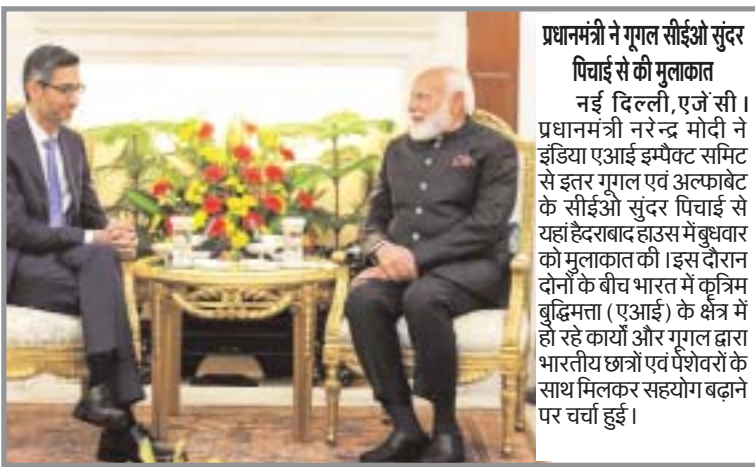 प्रधानमंत्री ने गूगल सीईओ सुंदर
पिचाई से की मुलाकात
नई दिल्ली,एजेंसी।
प्रधानमंत्री नरेन्द्र मोदी ने
इंडिया एआई इम्पैक्ट समिट
से इतर गूगल एवं अल्फाबेट
के सीईओ सुंदर पिचाई से
यहां हैदराबाद हाउस में बुधवार
को मुलाकात की। इस दौरान
दोनों के बीच भारत में कृत्रिम
बुद्धिमत्ता (एआई) के क्षेत्र में
हो रहे कार्यों और गूगल द्वारा
भारतीय छात्रों एवं पेशेवरों के
साथ मिलकर सहयोग बढ़ाने
पर चर्चा हुई।